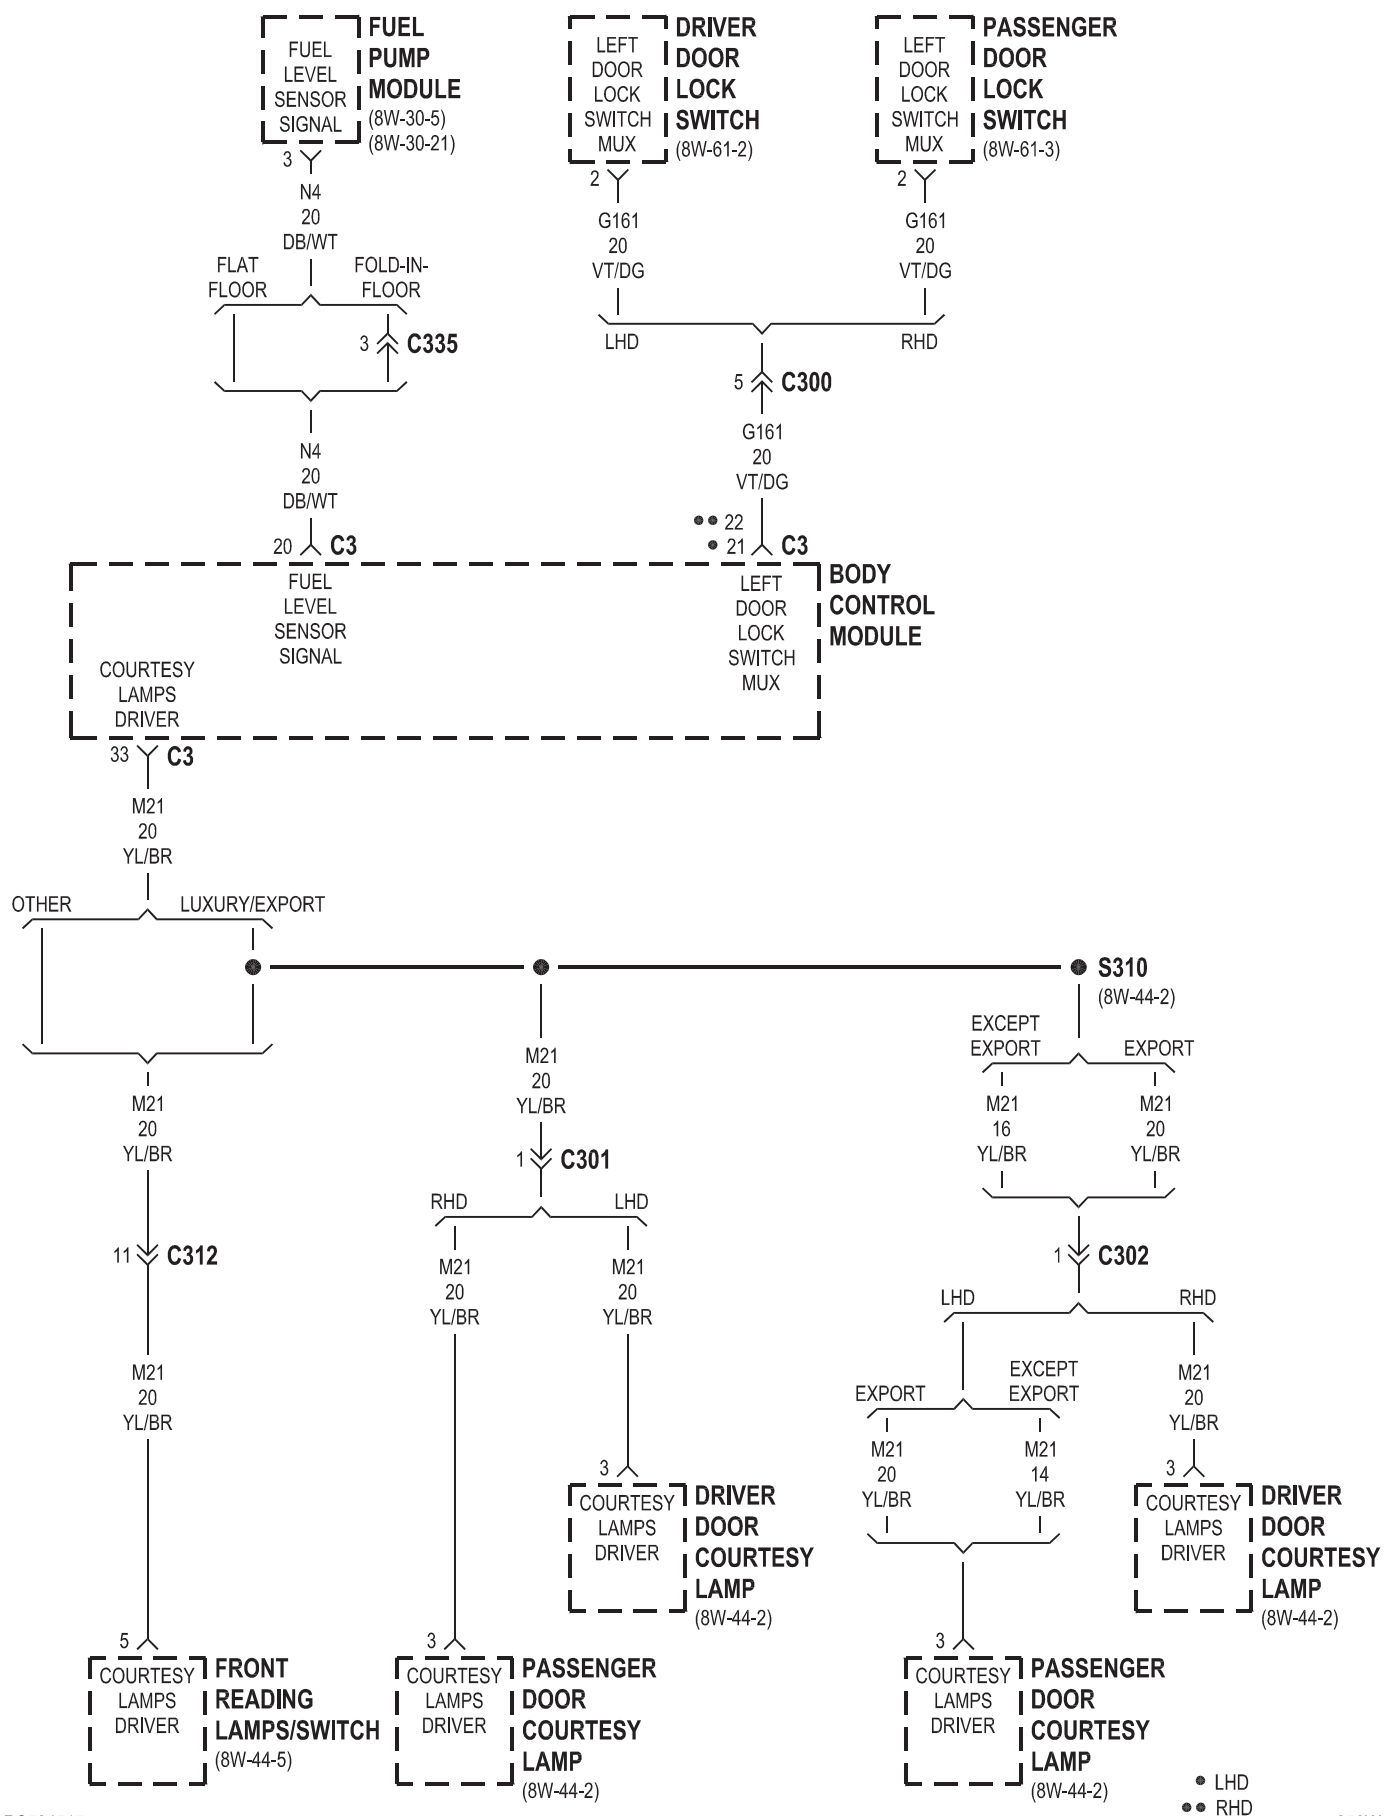 FUEL
LEVEL
SENSOR
SIGNAL
FUEL
PUMP
MODULE
(8W-30-5)
(8W-30-21)
LEFT
DOOR
LOCK
SWITCH
MUX
DRIVER
DOOR
LOCK
SWITCH
(8W-61-2)
LEFT
DOOR
LOCK
SWITCH
MUX
PASSENGER
DOOR
LOCK
SWITCH
(8W-61-3)
3
N4
20
DB/WT
2
G161
20
VT/DG
2
G161
20
VT/DG
FLAT
FLOOR
FOLD-IN-
FLOOR
3 C335
LHD
RHD
5 C300
N4
20
DB/WT
G161
20
VT/DG
20 C3
●● 22
● 21 C3
FUEL
LEVEL
SENSOR
SIGNAL
LEFT
DOOR
LOCK
SWITCH
MUX
BODY
CONTROL
MODULE
COURTESY
LAMPS
DRIVER
33 C3
M21
20
YL/BR
OTHER
LUXURY/EXPORT
S310
(8W-44-2)
M21
20
YL/BR
M21
20
YL/BR
EXCEPT
EXPORT
EXPORT
M21
16
YL/BR
M21
20
YL/BR
1 C301
RHD
LHD
11 C312
1 C302
M21
20
YL/BR
M21
20
YL/BR
LHD
RHD
M21
20
YL/BR
EXPORT
EXCEPT
EXPORT
M21
20
YL/BR
M21
20
YL/BR
M21
14
YL/BR
3
COURTESY
LAMPS
DRIVER
DRIVER
DOOR
COURTESY
LAMP
(8W-44-2)
3
COURTESY
LAMPS
DRIVER
DRIVER
DOOR
COURTESY
LAMP
(8W-44-2)
5
COURTESY
LAMPS
DRIVER
FRONT
READING
LAMPS/SWITCH
(8W-44-5)
3
COURTESY
LAMPS
DRIVER
PASSENGER
DOOR
COURTESY
LAMP
(8W-44-2)
3
COURTESY
LAMPS
DRIVER
PASSENGER
DOOR
COURTESY
LAMP
(8W-44-2)
● LHD
●● RHD